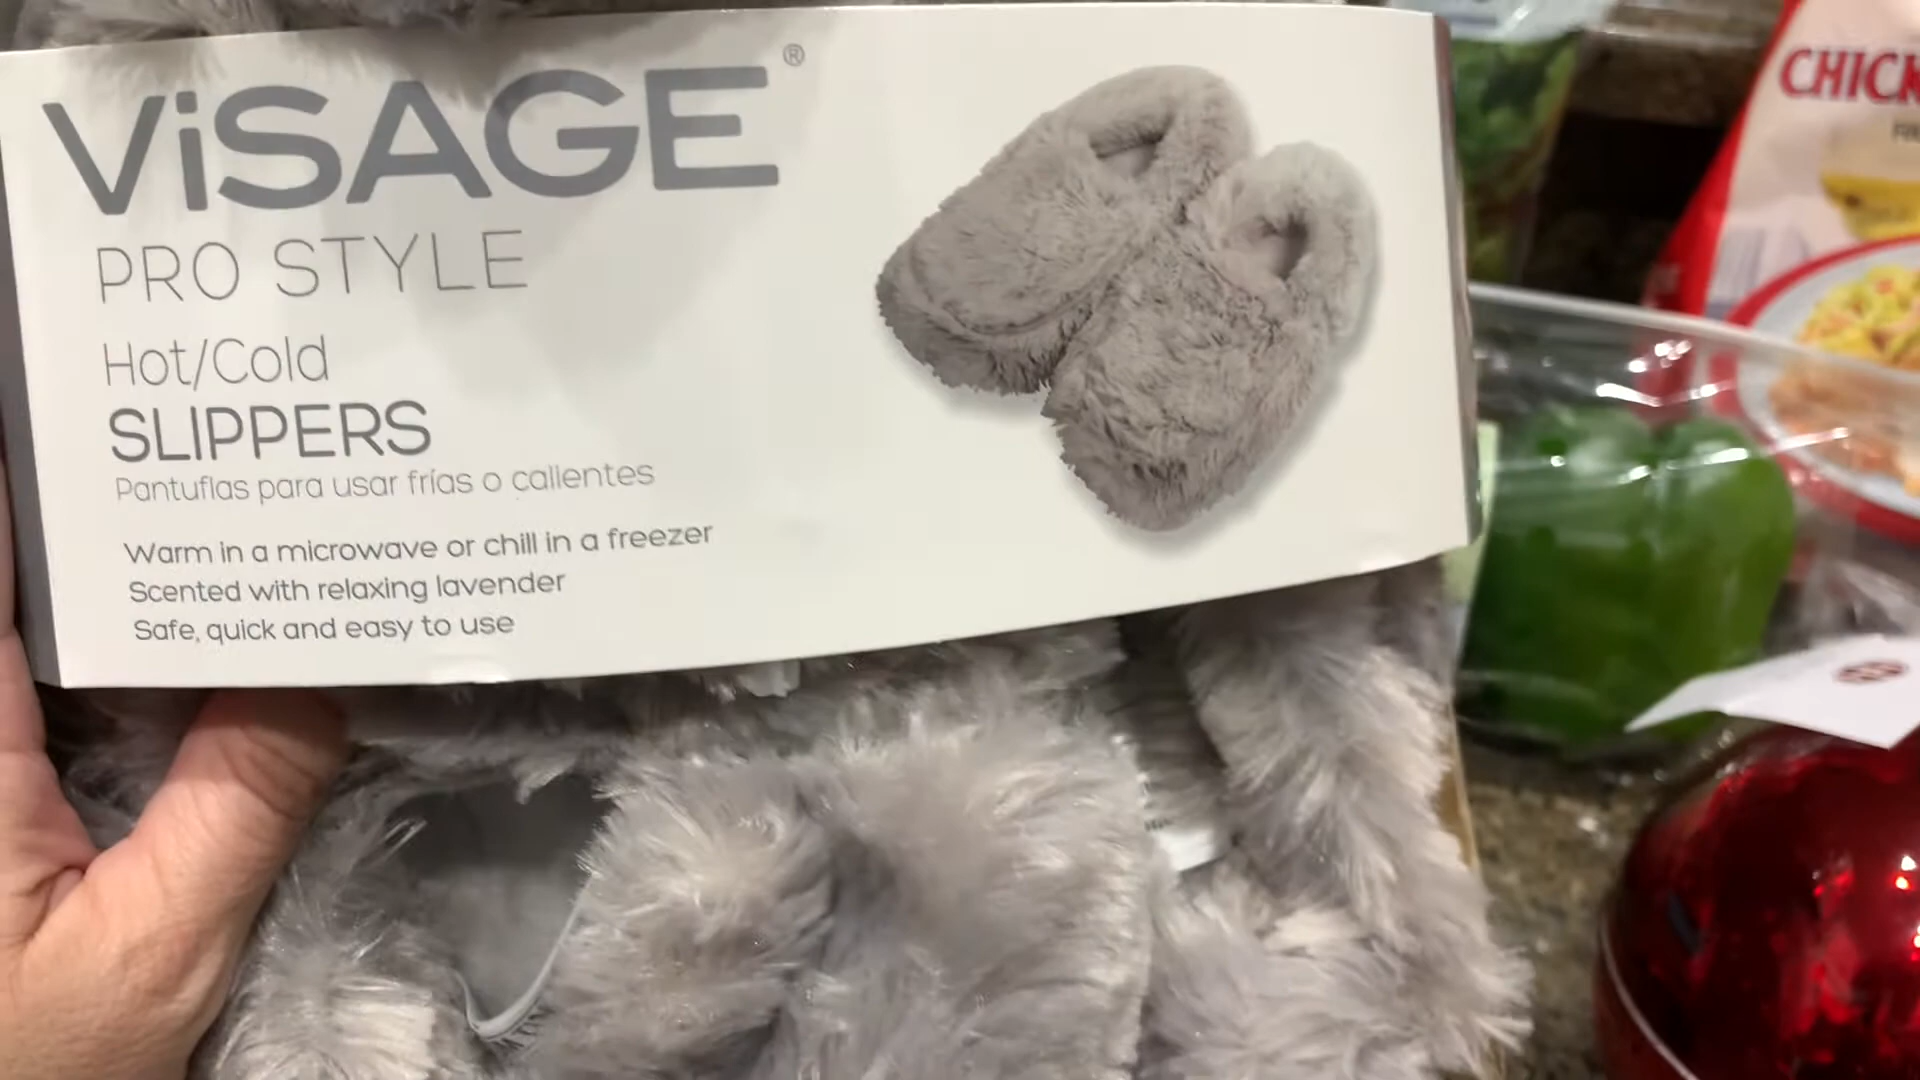 ViSAGE®
PRO STYLE
Hot/Cold
SLIPPERS
Pantuflas para usar frías o calientes
Warm in a microwave or chill in a freezer
Scented with relaxing lavender
Safe, quick and easy to use